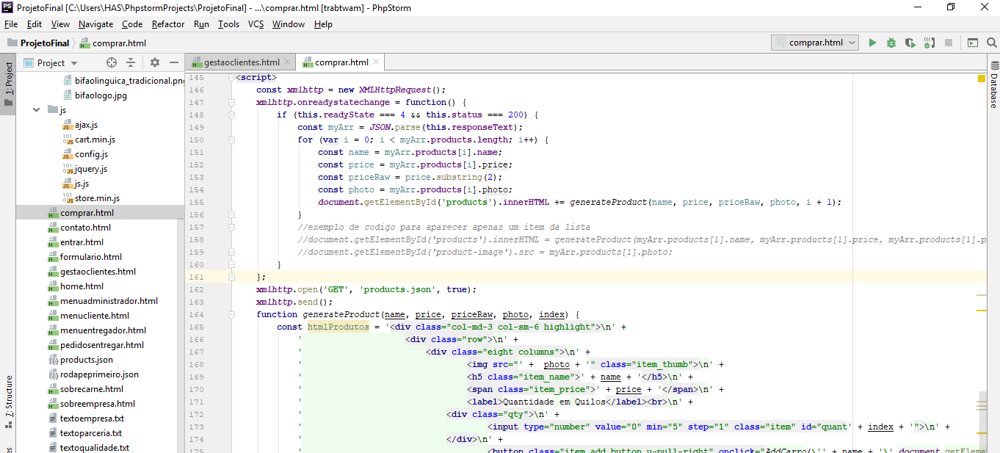 ProjetoFinal [C:\Users\HAS\PhpstormProjects\ProjetoFinal] - ...\comprar.html [trabtwam] - PhpStorm
File Edit View Navigate Code Refactor Run Tools VCS Window Help
ProjetoFinal comprar.html
comprar.html
Project
gestaoclientes.html comprar.html
1: Project
Z: Structure
Database
bifaolinguica_tradicional.png
bifaologo.jpg
js
ajax.js
cart.min.js
config.js
jquery.js
js.js
store.min.js
comprar.html
contato.html
entrar.html
formulario.html
gestaoclientes.html
home.html
menuadministrador.html
menucliente.html
menuentregador.html
pedidosentregar.html
products.json
rodapeprimeiro.json
sobrecarne.html
sobreempresa.html
textoempresa.txt
textoparceria.txt
textoqualidade.txt
145 <script>
146 const xmlhttp = new XMLHttpRequest();
147 xmlhttp.onreadystatechange = function() {
148 if (this.readyState === 4 && this.status === 200) {
149 const myArr = JSON.parse(this.responseText);
150 for (var i = 0; i < myArr.products.length; i++) {
151 const name = myArr.products[i].name;
152 const price = myArr.products[i].price;
153 const priceRaw = price.substring(2);
154 const photo = myArr.products[i].photo;
155 document.getElementById('products').innerHTML += generateProduct(name, price, priceRaw, photo, i + 1);
156 }
157 //exemplo de codigo para aparecer apenas um item da lista
158 //document.getElementById('products').innerHTML = generateProduct(myArr.products[1].name, myArr.products[1].price, myArr.products[1].p
159 //document.getElementById('product-image').src = myArr.products[1].photo;
160 }
161 };
162 xmlhttp.open('GET', 'products.json', true);
163 xmlhttp.send();
164 function generateProduct(name, price, priceRaw, photo, index) {
165 const htmlProdutos = '<div class="col-md-3 col-sm-6 highlight">\n' +
166 ' <div class="row">\n' +
167 ' <div class="eight columns">\n' +
168 ' <img src="' + photo + '" class="item_thumb">\n' +
169 ' <h5 class="item_name">' + name + '</h5>\n' +
170 ' <span class="item_price">' + price + '</span>\n' +
171 ' <label>Quantidade em Quilos</label><br>\n' +
172 ' <div class="qty">\n' +
173 ' <input type="number" value="0" min="5" step="1" class="item" id="quant' + index + '">\n' +
174 ' </div>\n' +
175 ' <button class="item_add button u-pull-right" onclick="AddCarro(\'' + name + '\',document.getEleme